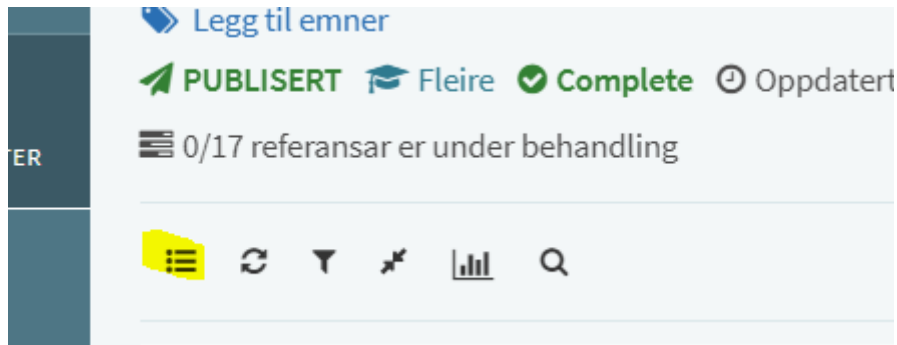 Legg til emner
PUBLISERT Fleire Complete Oppdatert
TER
0/17 referansar er under behandling